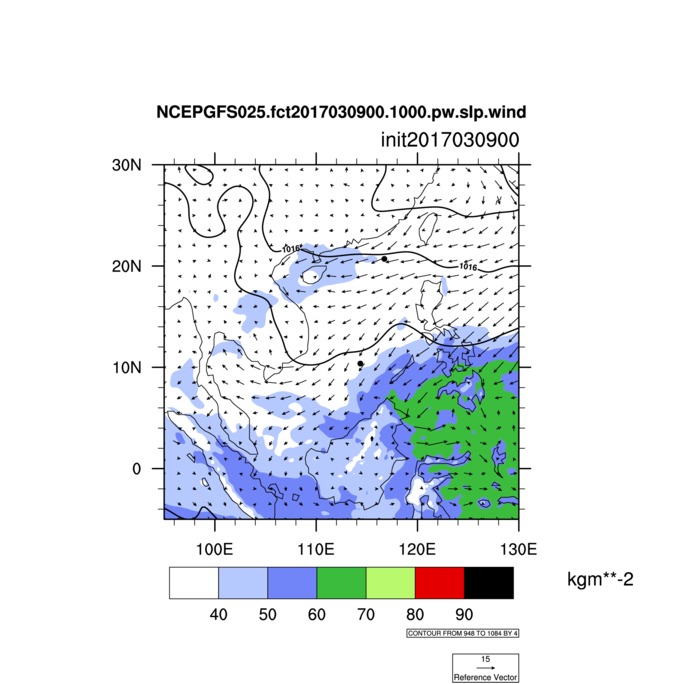 NCEPGFS025.fct2017030900.1000.pw.slp.wind
init2017030900
30N
1016
20N
1016
10N
0
100E 110E 120E 130E
kgm**-2
40 50 60 70 80 90
CONTOUR FROM 948 TO 1084 BY 4
15
Reference Vector